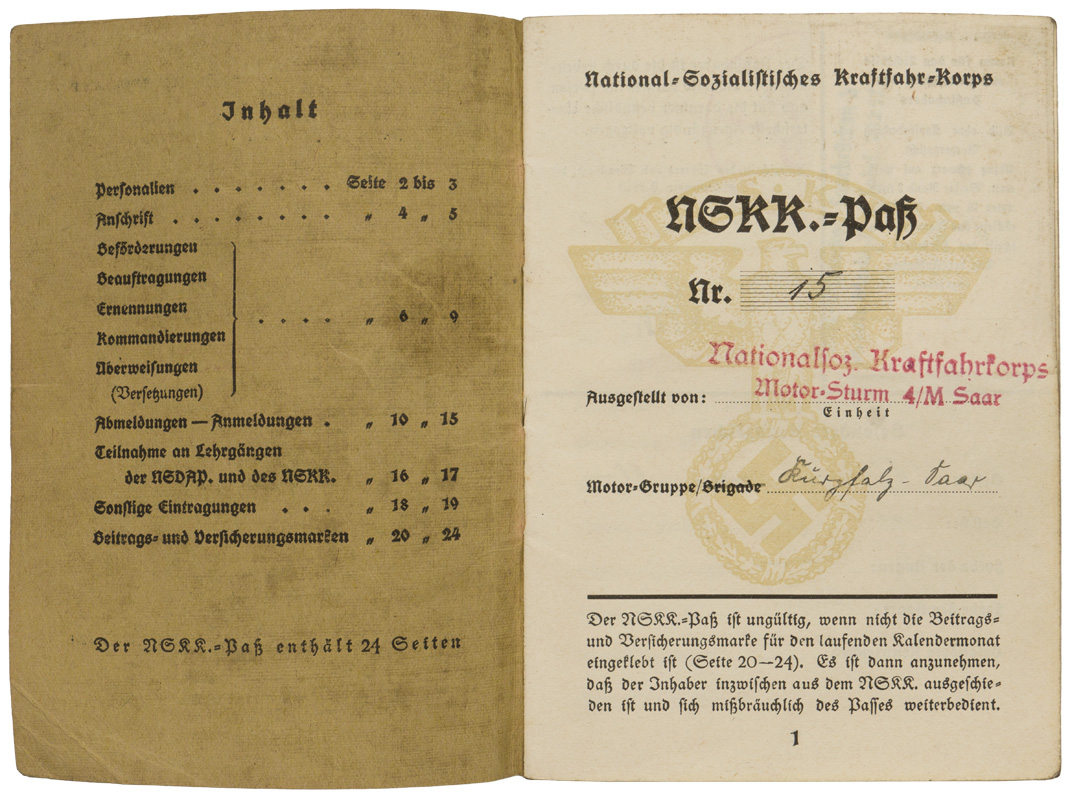 Inhalt
Personalien . . . . . . . Seite 2 bis 3
Anschrift . . . . . . . . „ 4 „ 5
Beförderungen
Beauftragungen
Ernennungen . . . . „ 6 „ 9
Kommandierungen
Überweisungen
(Versetzungen)
Abmeldungen — Anmeldungen . „ 10 „ 15
Teilnahme an Lehrgängen
der NSDAP. und des NSKK. „ 16 „ 17
Sonstige Eintragungen . . . „ 18 „ 19
Beitrags- und Versicherungsmarken „ 20 „ 24
Der NSKK.-Paß enthält 24 Seiten
National-Sozialistisches Kraftfahr-Korps
NSKK.-Paß
Nr. 15
Nationalsoz. Kraftfahrkorps
Motor-Sturm 4/M Saar
Ausgestellt von:
Einheit
Motor-Gruppe/Brigade Kurpfalz-Saar
Der NSKK.-Paß ist ungültig, wenn nicht die Beitrags-
und Versicherungsmarke für den laufenden Kalendermonat
eingeklebt ist (Seite 20—24). Es ist dann anzunehmen,
daß der Inhaber inzwischen aus dem NSKK. ausgeschie-
den ist und sich mißbräuchlich des Passes weiterbedient.
1